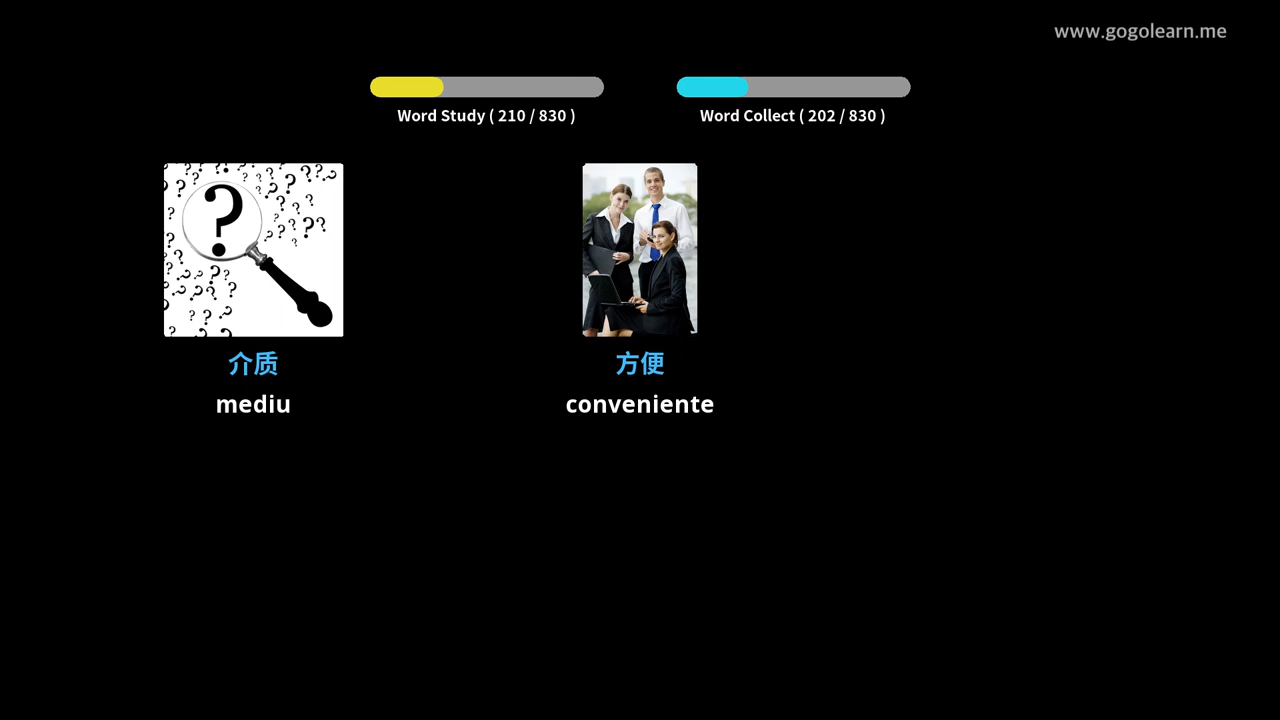 www.gogolearn.me
Word Study ( 210 / 830 )
Word Collect ( 202 / 830 )
介质
mediu
方便
conveniente